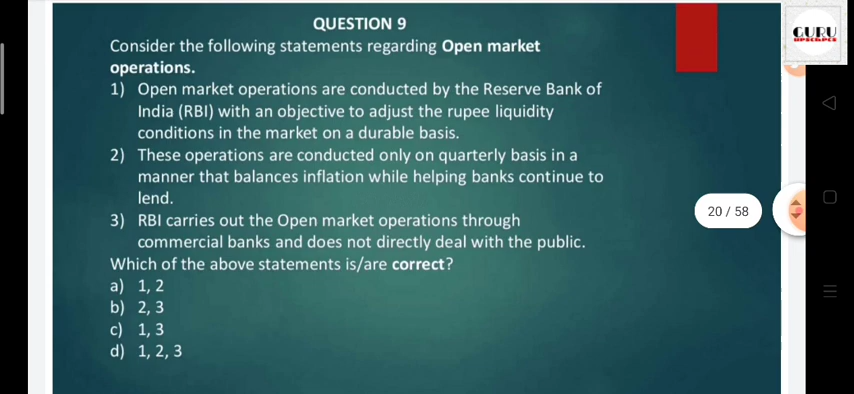 QUESTION 9
Consider the following statements regarding Open market
operations.
1) Open market operations are conducted by the Reserve Bank of
India (RBI) with an objective to adjust the rupee liquidity
conditions in the market on a durable basis.
2) These operations are conducted only on quarterly basis in a
manner that balances inflation while helping banks continue to
lend.
3) RBI carries out the Open market operations through
commercial banks and does not directly deal with the public.
Which of the above statements is/are correct?
a) 1, 2
b) 2, 3
c) 1, 3
d) 1, 2, 3
20 / 58
GURU